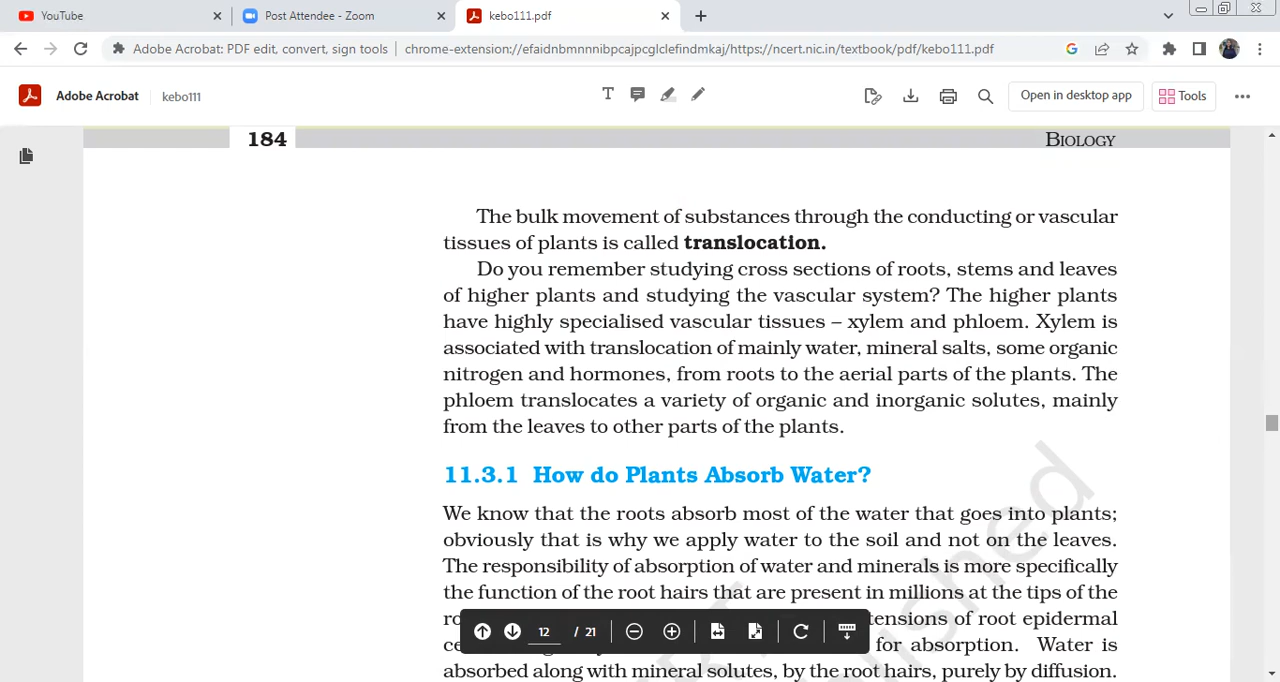 YouTube
Post Attendee - Zoom
kebo111.pdf
Adobe Acrobat: PDF edit, convert, sign tools | chrome-extension://efaidnbmnnnibpcajpcglclefindmkaj/https://ncert.nic.in/textbook/pdf/kebo111.pdf
Adobe Acrobat kebo111
Open in desktop app
Tools
184 BIOLOGY
The bulk movement of substances through the conducting or vascular
tissues of plants is called translocation.
Do you remember studying cross sections of roots, stems and leaves
of higher plants and studying the vascular system? The higher plants
have highly specialised vascular tissues – xylem and phloem. Xylem is
associated with translocation of mainly water, mineral salts, some organic
nitrogen and hormones, from roots to the aerial parts of the plants. The
phloem translocates a variety of organic and inorganic solutes, mainly
from the leaves to other parts of the plants.
11.3.1 How do Plants Absorb Water?
We know that the roots absorb most of the water that goes into plants;
obviously that is why we apply water to the soil and not on the leaves.
The responsibility of absorption of water and minerals is more specifically
the function of the root hairs that are present in millions at the tips of the
of root epidermal
12 / 21
for absorption. Water is
absorbed along with mineral solutes, by the root hairs, purely by diffusion.